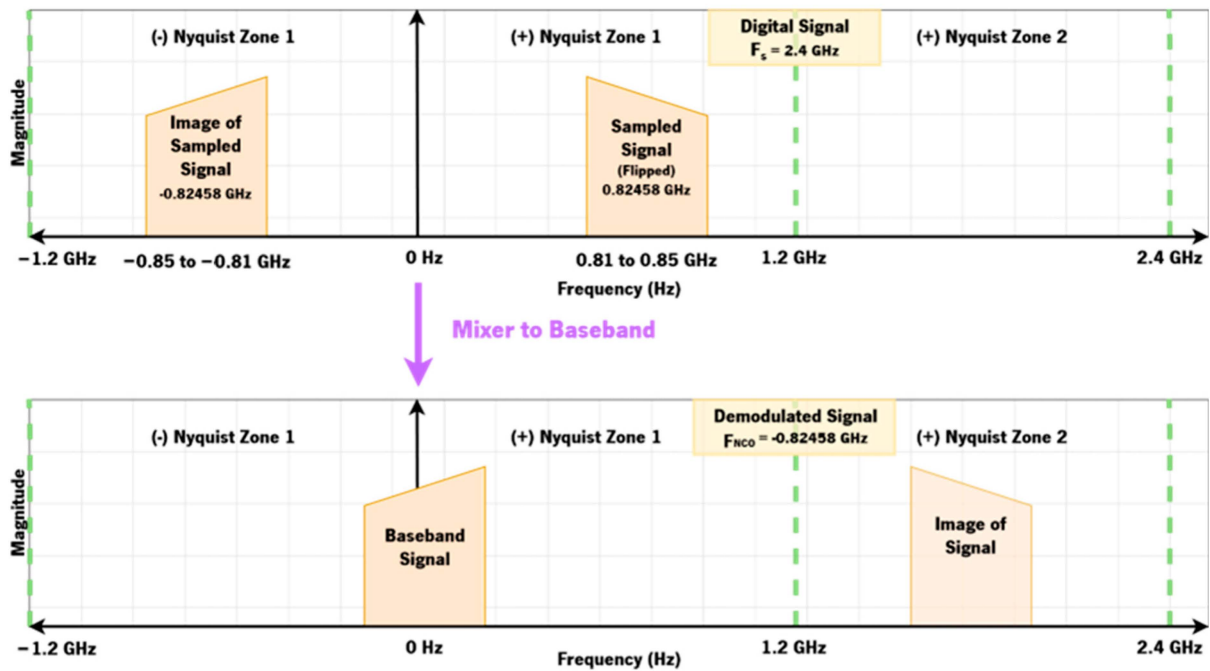 (-) Nyquist Zone 1
(+) Nyquist Zone 1
Digital Signal
Fs = 2.4 GHz
(+) Nyquist Zone 2
Magnitude
Image of
Sampled
Signal
-0.82458 GHz
Sampled
Signal
(Flipped)
0.82458 GHz
−1.2 GHz
−0.85 to −0.81 GHz
0 Hz
0.81 to 0.85 GHz
1.2 GHz
2.4 GHz
Frequency (Hz)
Mixer to Baseband
(-) Nyquist Zone 1
(+) Nyquist Zone 1
Demodulated Signal
FNCO = -0.82458 GHz
(+) Nyquist Zone 2
Magnitude
Baseband
Signal
Image of
Signal
−1.2 GHz
0 Hz
1.2 GHz
2.4 GHz
Frequency (Hz)